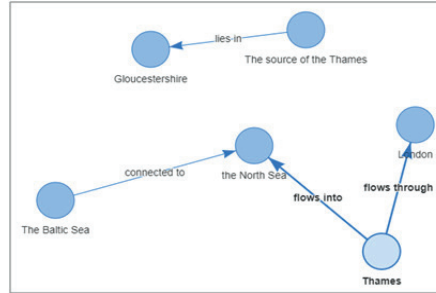 lies in
The source of the Thames
Gloucestershire
London
connected to
the North Sea
flows through
flows into
The Baltic Sea
Thames